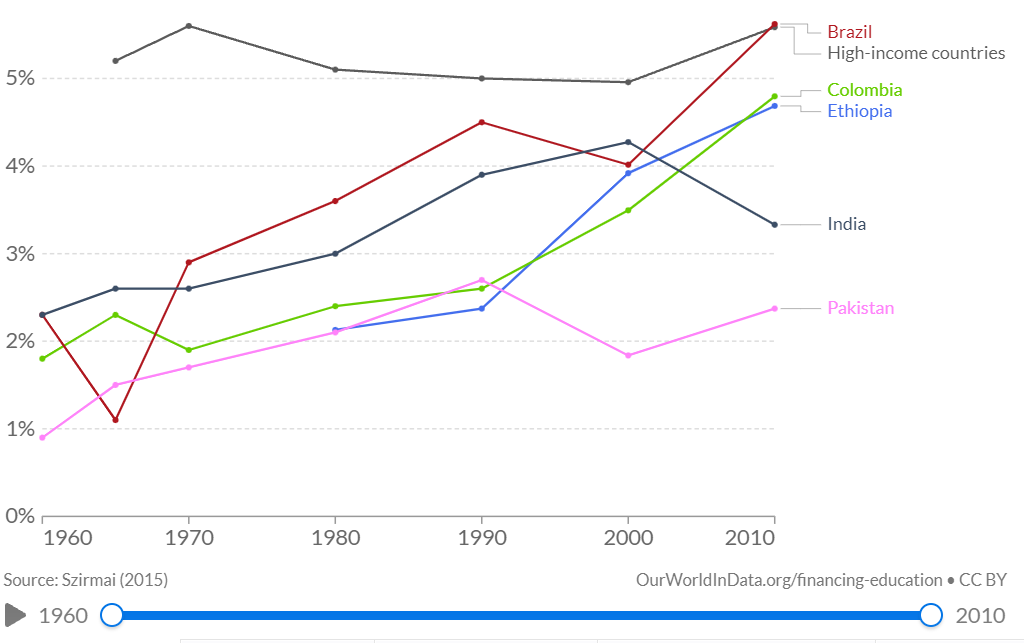 Brazil
High-income countries
5%
Colombia
Ethiopia
4%
India
3%
Pakistan
2%
1%
0%
1960 1970 1980 1990 2000 2010
Source: Szirmai (2015) OurWorldInData.org/financing-education • CC BY
1960 2010